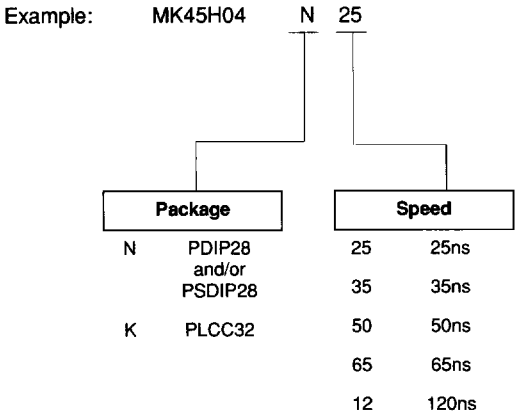 Example: MK45H04 N 25
Package Speed
N PDIP28 and/or PSDIP28
K PLCC32
25 25ns
35 35ns
50 50ns
65 65ns
12 120ns